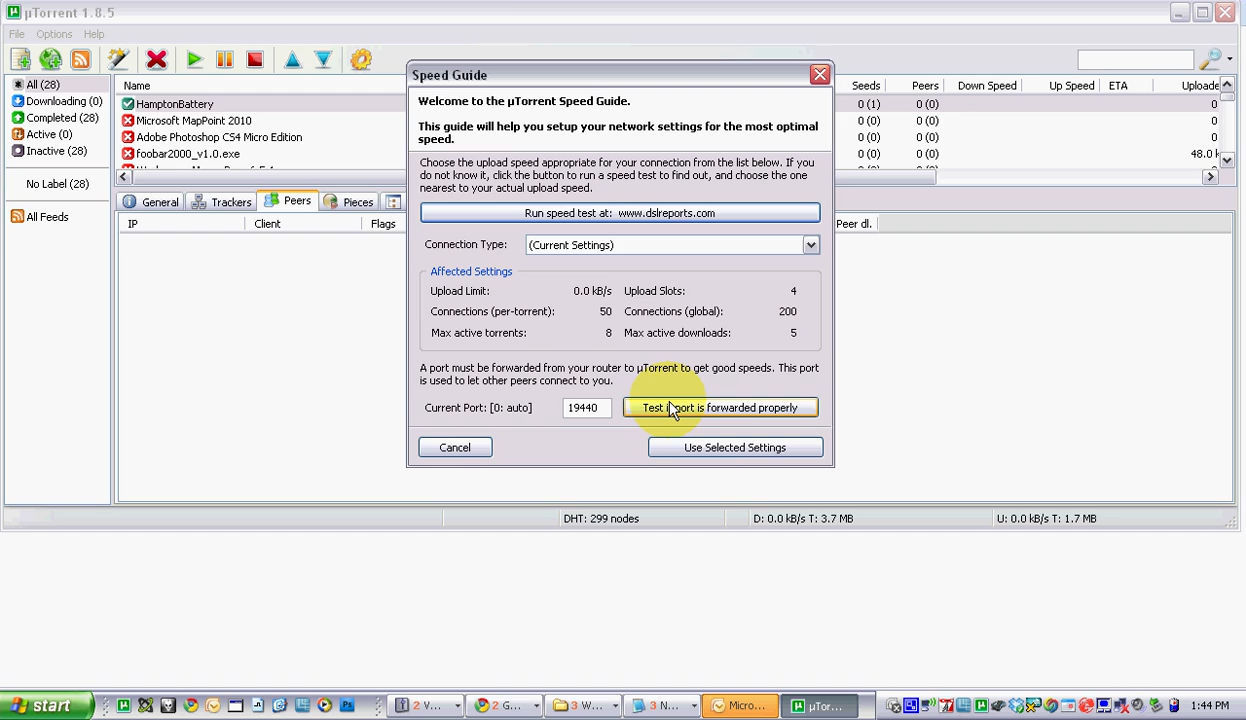 µTorrent 1.8.5
File Options Help
All (28)
Downloading (0)
Completed (28)
Active (0)
Inactive (28)
No Label (28)
All Feeds
Name Seeds Peers Down Speed Up Speed ETA Uploade
HamptonBattery 0 (1) 0 (0) 0
Microsoft MapPoint 2010 0 (0) 0 (0) 0
Adobe Photoshop CS4 Micro Edition 0 (0) 0 (0) 0
foobar2000_v1.0.exe 0 (0) 0 (0) 48.0 k
General Trackers Peers Pieces
IP Client Flags Peer dl.
Speed Guide
Welcome to the µTorrent Speed Guide.
This guide will help you setup your network settings for the most optimal
speed.
Choose the upload speed appropriate for your connection from the list below. If you
do not know it, click the button to run a speed test to find out, and choose the one
nearest to your actual upload speed.
Run speed test at: www.dslreports.com
Connection Type: (Current Settings)
Affected Settings
Upload Limit: 0.0 kB/s Upload Slots: 4
Connections (per-torrent): 50 Connections (global): 200
Max active torrents: 8 Max active downloads: 5
A port must be forwarded from your router to µTorrent to get good speeds. This port
is used to let other peers connect to you.
Current Port: [0: auto] 19440 Test if port is forwarded properly
Cancel Use Selected Settings
DHT: 299 nodes D: 0.0 kB/s T: 3.7 MB U: 0.0 kB/s T: 1.7 MB
start 2 V... 2 G... 3 W... 3 N... Micro... µTor... 1:44 PM